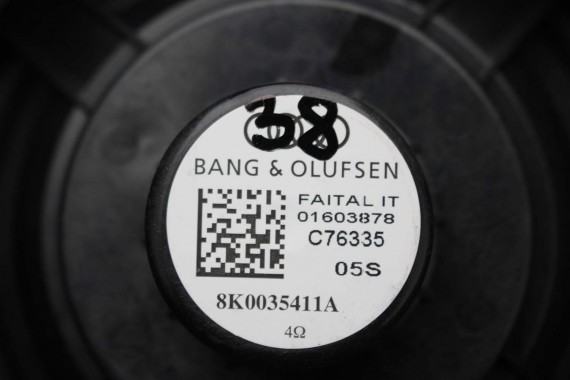 38
BANG & OLUFSEN
FAITAL IT
01603878
C76335
05S
8K0035411A
4Ω